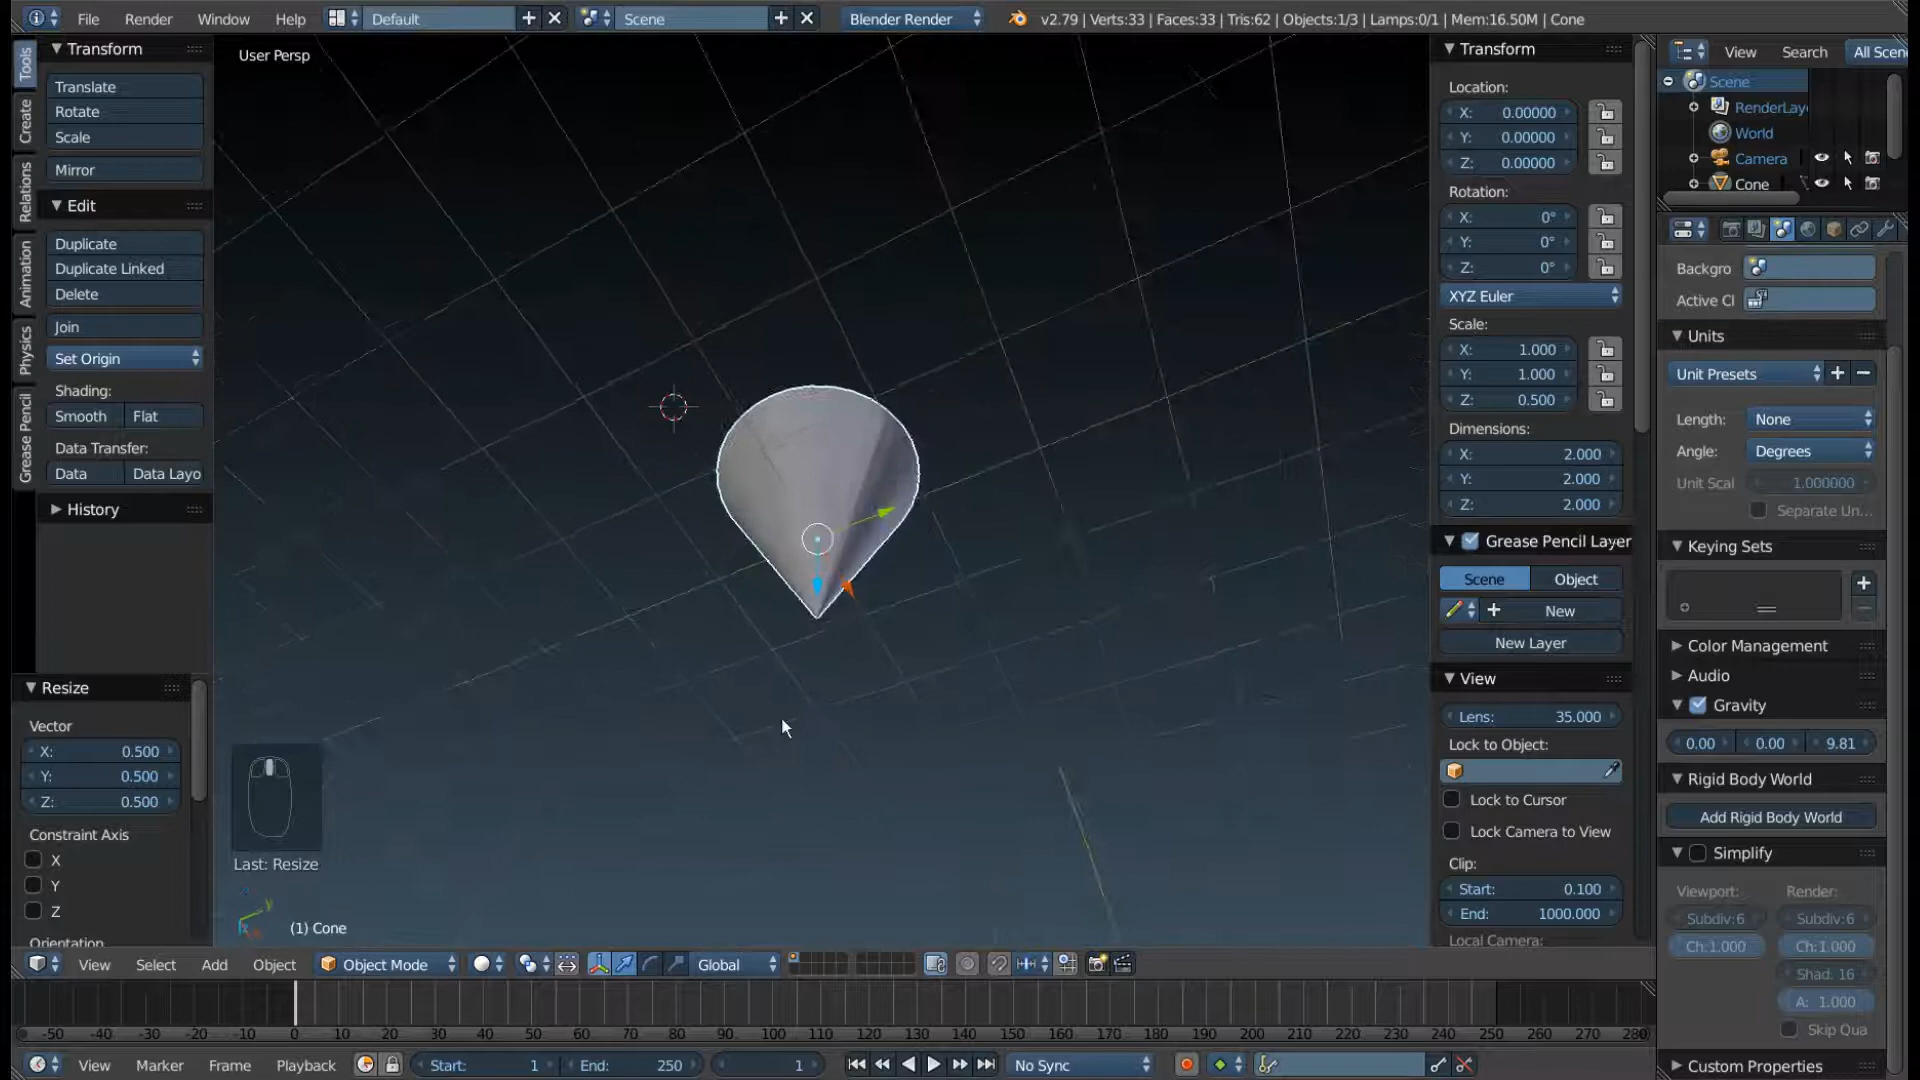 File Render Window Help Default Scene Blender Render v2.79 | Verts:33 | Faces:33 | Tris:62 | Objects:1/3 | Lamps:0/1 | Mem:16.50M | Cone
Tools
Create
Relations
Animation
Physics
Grease Pencil
Transform
Translate
Rotate
Scale
Mirror
Edit
Duplicate
Duplicate Linked
Delete
Join
Set Origin
Shading:
Smooth Flat
Data Transfer:
Data Data Layo
History
Resize
Vector
X: 0.500
Y: 0.500
Z: 0.500
Constraint Axis
X
Y
Z
Orientation
User Persp
Last: Resize
(1) Cone
Transform
Location:
X: 0.00000
Y: 0.00000
Z: 0.00000
Rotation:
X: 0°
Y: 0°
Z: 0°
XYZ Euler
Scale:
X: 1.000
Y: 1.000
Z: 0.500
Dimensions:
X: 2.000
Y: 2.000
Z: 2.000
Grease Pencil Layer
Scene Object
New
New Layer
View
Lens: 35.000
Lock to Object:
Lock to Cursor
Lock Camera to View
Clip:
Start: 0.100
End: 1000.000
Local Camera:
View Search All Scen
Scene
RenderLay
World
Camera
Cone
Backgro
Active Cl
Units
Unit Presets
Length: None
Angle: Degrees
Unit Scal 1.000000
Separate Un...
Keying Sets
Color Management
Audio
Gravity
0.00 0.00 9.81
Rigid Body World
Add Rigid Body World
Simplify
Viewport: Render:
Subdiv:6 Subdiv:6
Ch:1.000 Ch:1.000
Shad. 16
A: 1.000
Skip Qua
Custom Properties
View Select Add Object Object Mode Global
-50 -40 -30 -20 -10 0 10 20 30 40 50 60 70 80 90 100 110 120 130 140 150 160 170 180 190 200 210 220 230 240 250 260 270 280
View Marker Frame Playback Start: 1 End: 250 1 No Sync